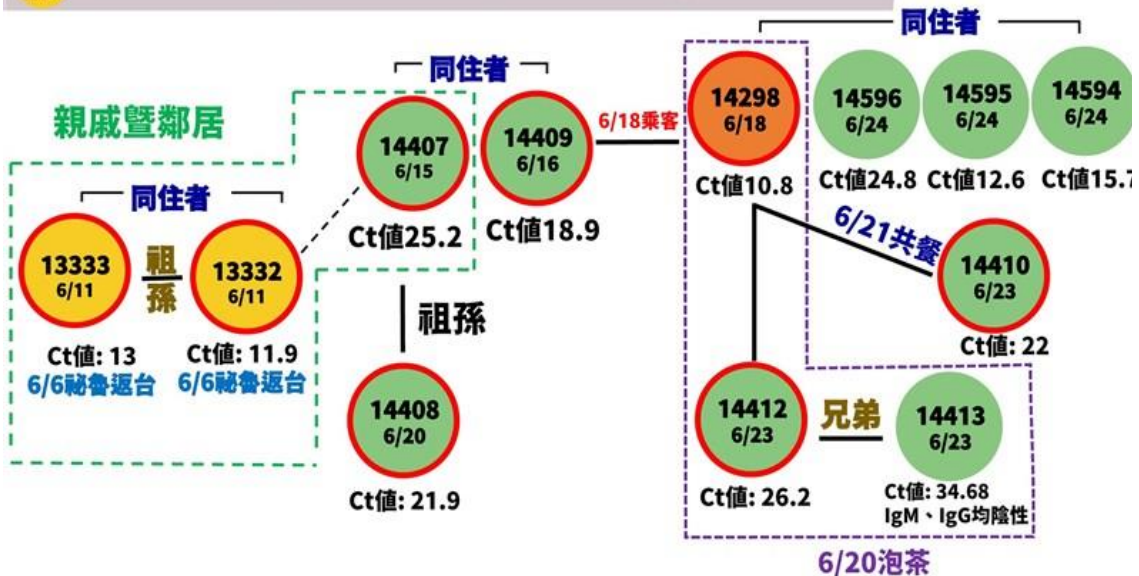 同住者
同住者
親戚暨鄰居
14298
6/18
14596
6/24
14595
6/24
14594
6/24
14407
6/15
14409
6/16
6/18乘客
Ct值10.8
Ct值24.8
Ct值12.6
Ct值15.7
同住者
Ct值25.2
Ct值18.9
6/21共餐
13333
6/11
祖孫
13332
6/11
14410
6/23
祖孫
Ct值: 13
6/6祕魯返台
Ct值: 11.9
6/6祕魯返台
Ct值: 22
14408
6/20
14412
6/23
兄弟
14413
6/23
Ct值: 21.9
Ct值: 26.2
Ct值: 34.68
IgM、IgG均陰性
6/20泡茶